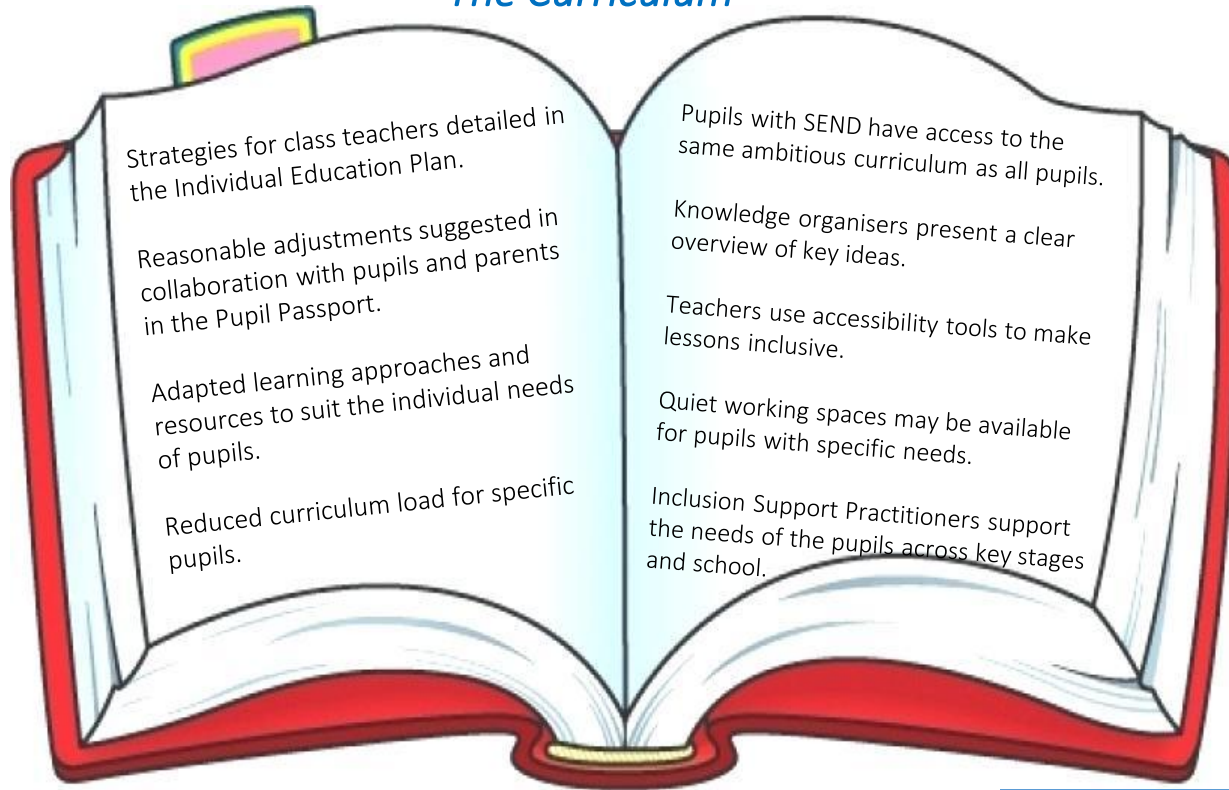 The Curriculum
Strategies for class teachers detailed in
the Individual Education Plan.
Reasonable adjustments suggested in
collaboration with pupils and parents
in the Pupil Passport.
Adapted learning approaches and
resources to suit the individual needs
of pupils.
Reduced curriculum load for specific
pupils.
Pupils with SEND have access to the
same ambitious curriculum as all pupils.
Knowledge organisers present a clear
overview of key ideas.
Teachers use accessibility tools to make
lessons inclusive.
Quiet working spaces may be available
for pupils with specific needs.
Inclusion Support Practitioners support
the needs of the pupils across key stages
and school.